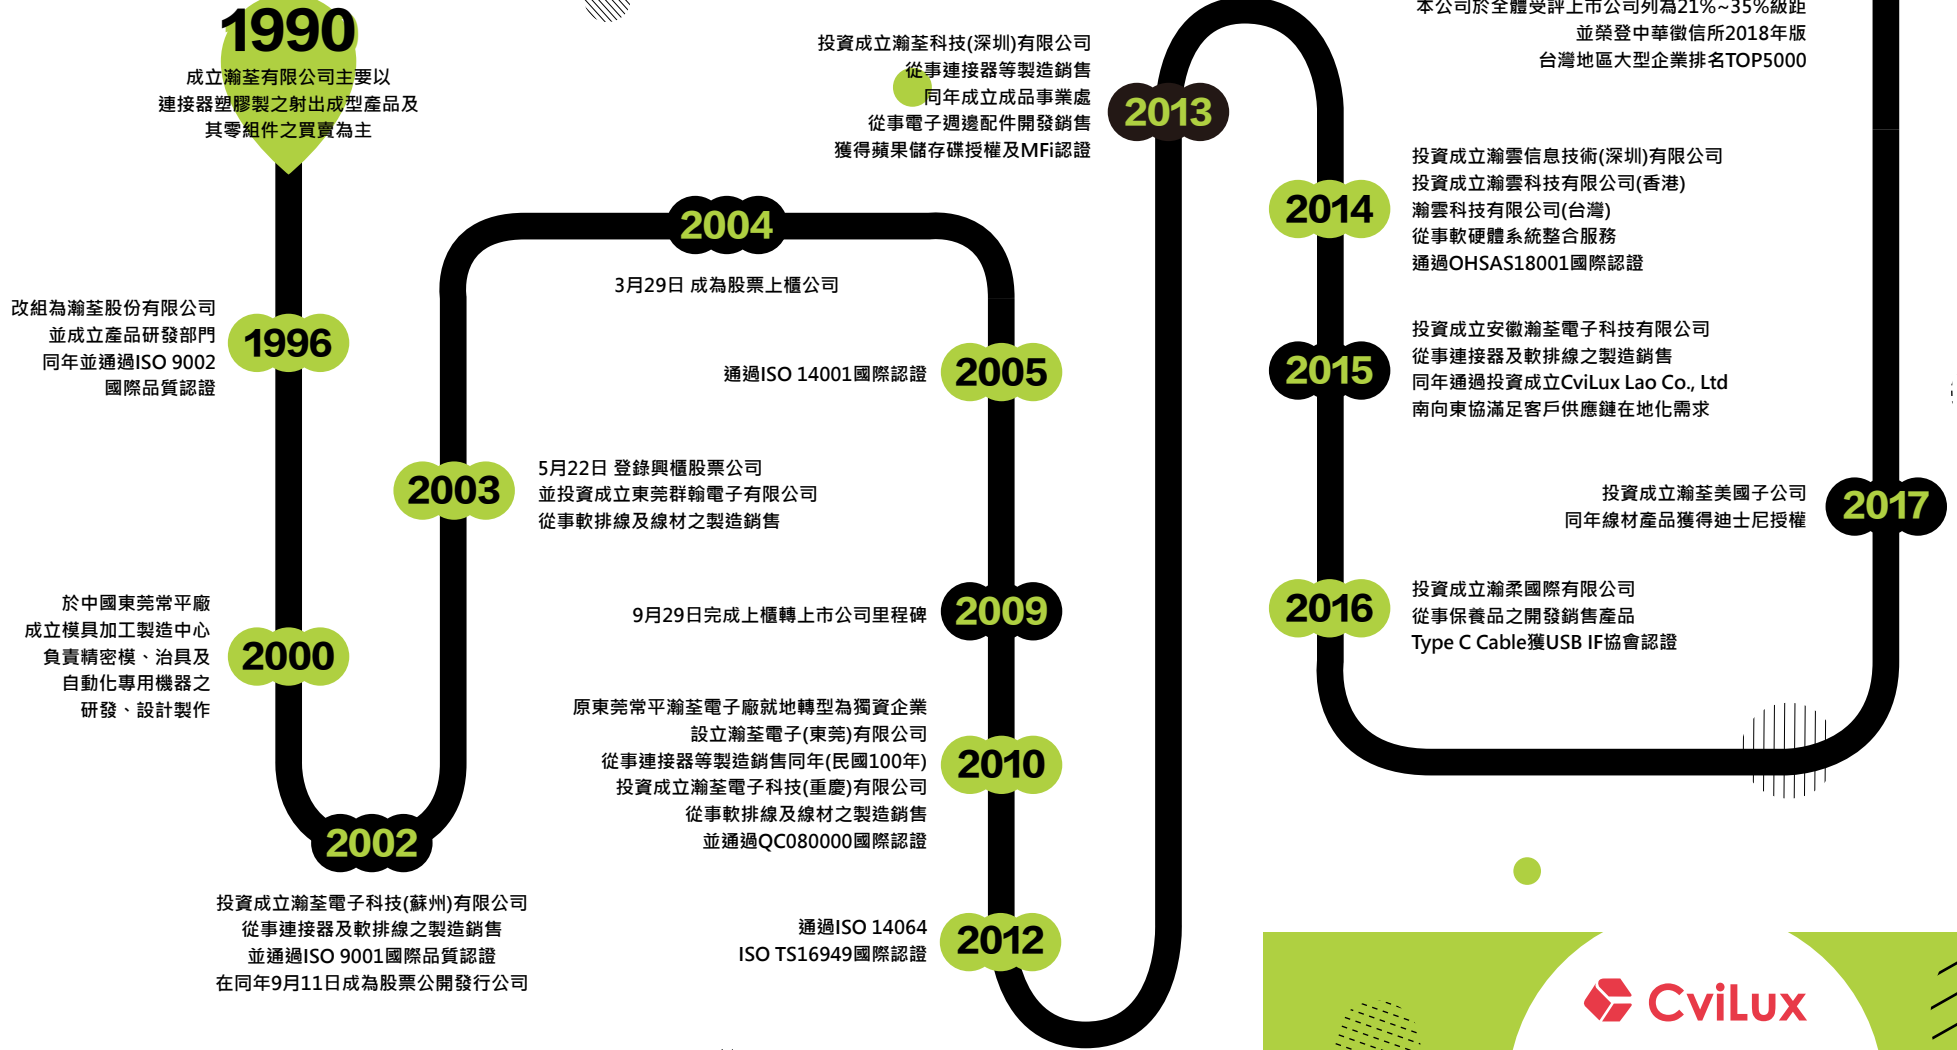 1990
成立瀚荃有限公司主要以
連接器塑膠製之射出成型產品及
其零組件之買賣為主
1996
改組為瀚荃股份有限公司
並成立產品研發部門
同年並通過ISO 9002
國際品質認證
2000
於中國東莞常平廠
成立模具加工製造中心
負責精密模、治具及
自動化專用機器之
研發、設計製作
2002
投資成立瀚荃電子科技(蘇州)有限公司
從事連接器及軟排線之製造銷售
並通過ISO 9001國際品質認證
在同年9月11日成為股票公開發行公司
2003
5月22日 登錄興櫃股票公司
並投資成立東莞群翰電子有限公司
從事軟排線及線材之製造銷售
2004
3月29日 成為股票上櫃公司
2005
通過ISO 14001國際認證
2009
9月29日完成上櫃轉上市公司里程碑
2010
原東莞常平瀚荃電子廠就地轉型為獨資企業
設立瀚荃電子(東莞)有限公司
從事連接器等製造銷售同年(民國100年)
投資成立瀚荃電子科技(重慶)有限公司
從事軟排線及線材之製造銷售
並通過QC080000國際認證
2012
通過ISO 14064
ISO TS16949國際認證
2013
投資成立瀚荃科技(深圳)有限公司
從事連接器等製造銷售
同年成立成品事業處
從事電子週邊配件開發銷售
獲得蘋果儲存碟授權及MFi認證
2014
投資成立瀚雲信息技術(深圳)有限公司
投資成立瀚雲科技有限公司(香港)
瀚雲科技有限公司(台灣)
從事軟硬體系統整合服務
通過OHSAS18001國際認證
2015
投資成立安徽瀚荃電子科技有限公司
從事連接器及軟排線之製造銷售
同年通過投資成立CviLux Lao Co., Ltd
南向東協滿足客戶供應鏈在地化需求
2016
投資成立瀚柔國際有限公司
從事保養品之開發銷售產品
Type C Cable獲USB IF協會認證
2017
投資成立瀚荃美國子公司
同年線材產品獲得迪士尼授權
本公司於全體受評上市公司列為21%~35%級距
並榮登中華徵信所2018年版
台灣地區大型企業排名TOP5000
CviLux